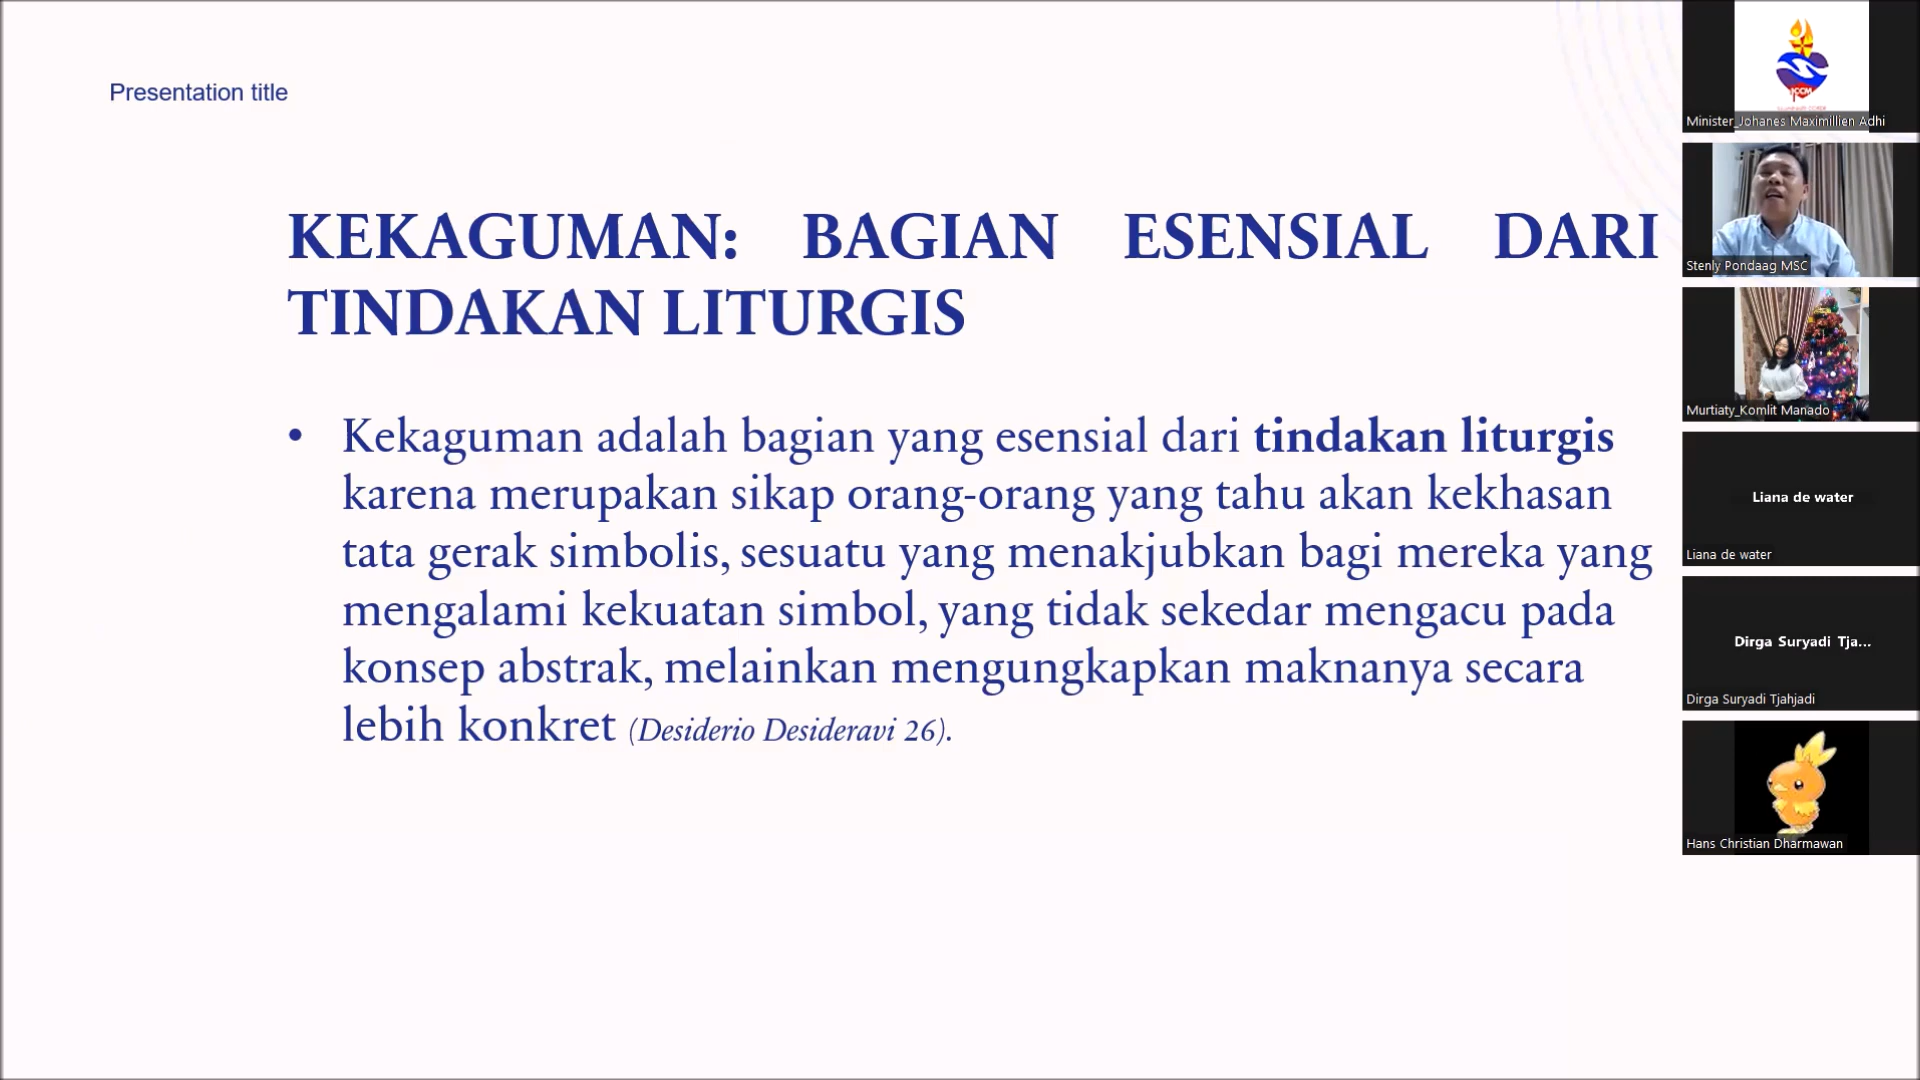 Presentation title
KEKAGUMAN: BAGIAN ESENSIAL DARI
TINDAKAN LITURGIS
• Kekaguman adalah bagian yang esensial dari tindakan liturgis
karena merupakan sikap orang-orang yang tahu akan kekhasan
tata gerak simbolis, sesuatu yang menakjubkan bagi mereka yang
mengalami kekuatan simbol, yang tidak sekedar mengacu pada
konsep abstrak, melainkan mengungkapkan maknanya secara
lebih konkret (Desiderio Desideravi 26).
Minister_Johanes Maximillien Adhi
Stenly Pondaag MSC
Murtiaty_Komlit Manado
Liana de water
Liana de water
Dirga Suryadi Tja...
Dirga Suryadi Tjahjadi
Hans Christian Dharmawan